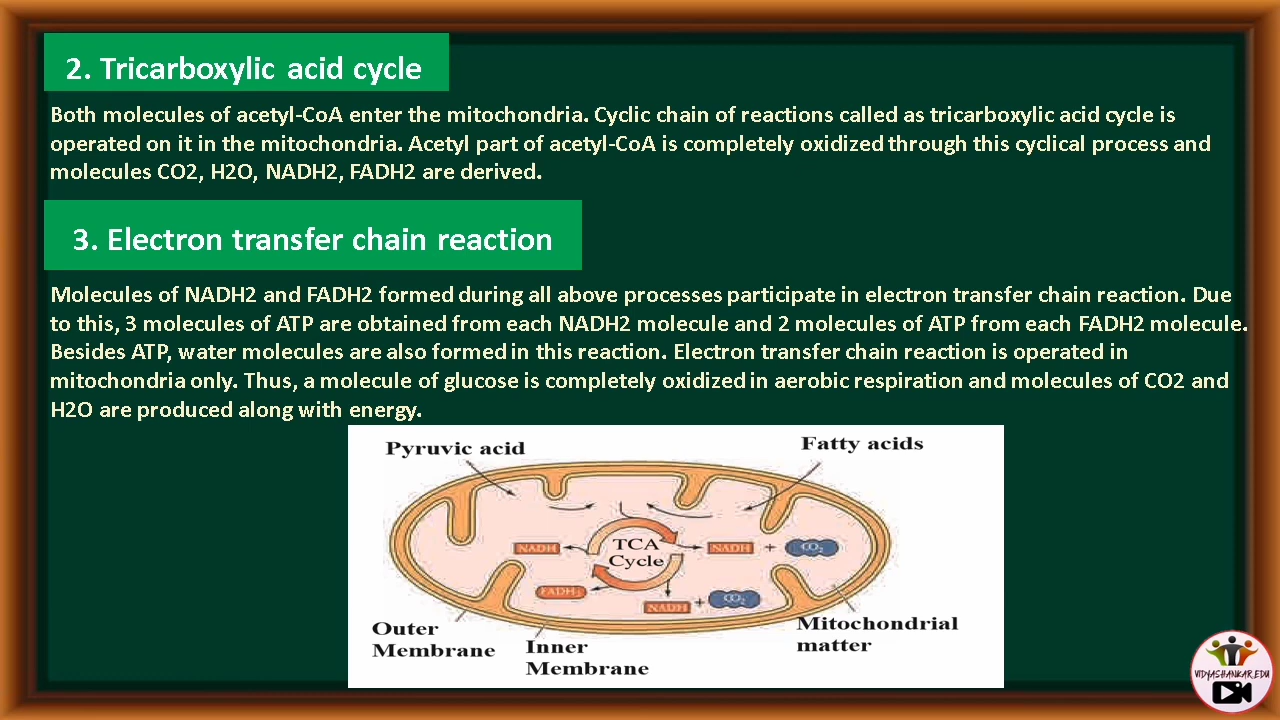 2. Tricarboxylic acid cycle
Both molecules of acetyl-CoA enter the mitochondria. Cyclic chain of reactions called as tricarboxylic acid cycle is
operated on it in the mitochondria. Acetyl part of acetyl-CoA is completely oxidized through this cyclical process and
molecules CO2, H2O, NADH2, FADH2 are derived.
3. Electron transfer chain reaction
Molecules of NADH2 and FADH2 formed during all above processes participate in electron transfer chain reaction. Due
to this, 3 molecules of ATP are obtained from each NADH2 molecule and 2 molecules of ATP from each FADH2 molecule.
Besides ATP, water molecules are also formed in this reaction. Electron transfer chain reaction is operated in
mitochondria only. Thus, a molecule of glucose is completely oxidized in aerobic respiration and molecules of CO2 and
H2O are produced along with energy.
Pyruvic acid
Fatty acids
TCA
Cycle
NADH
NADH + CO2
FADH2
NADH + CO2
Outer
Membrane
Inner
Membrane
Mitochondrial
matter
VIDYASHANKAR.EDU